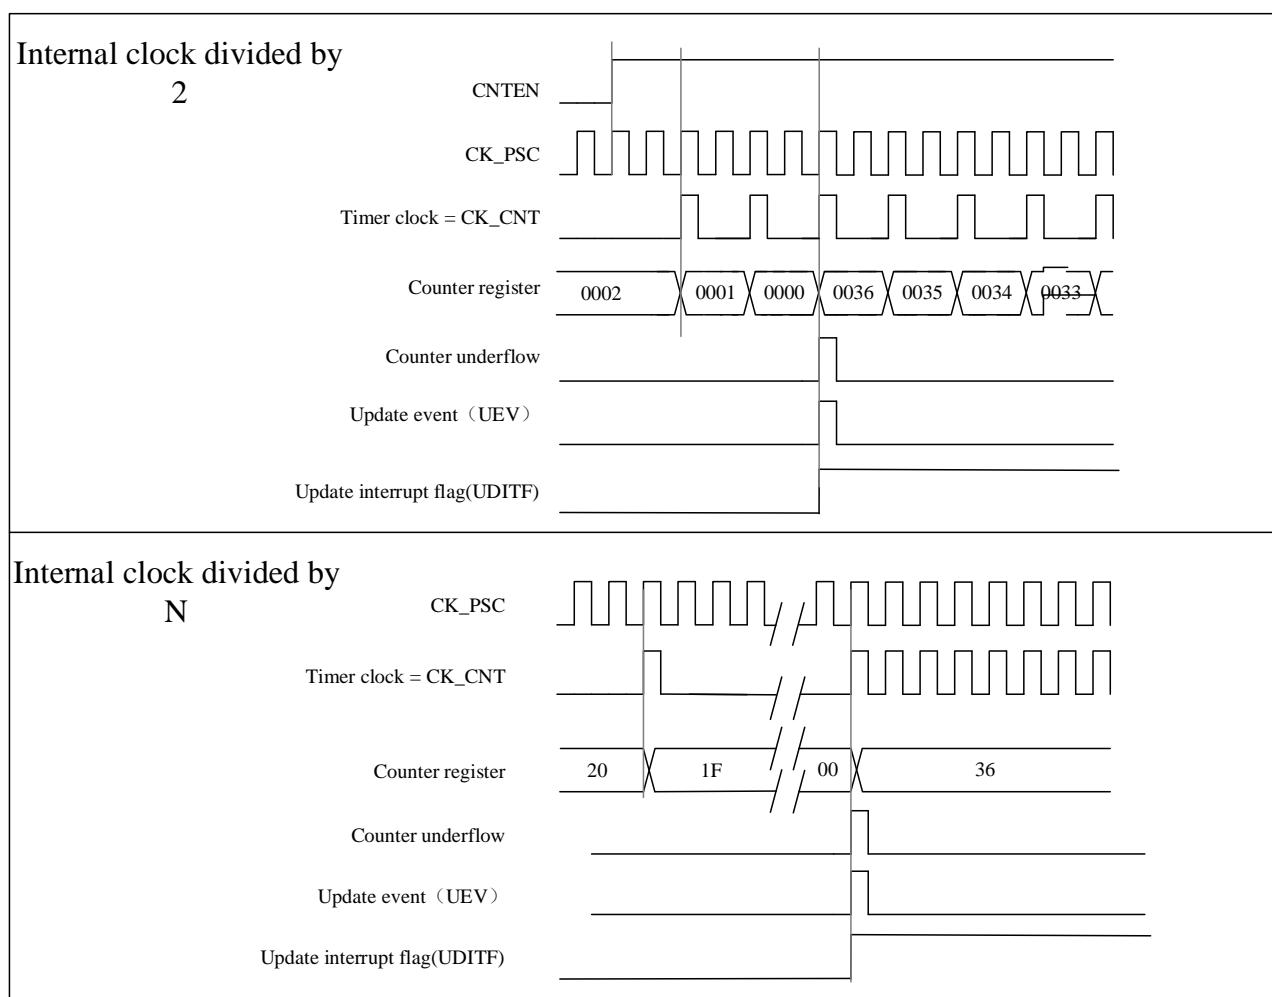 Internal clock divided by
2
CNTEN
CK_PSC
Timer clock = CK_CNT
Counter register
0002 0001 0000 0036 0035 0034 0033
Counter underflow
Update event（UEV）
Update interrupt flag(UDITF)
Internal clock divided by
N
CK_PSC
Timer clock = CK_CNT
Counter register
20 1F 00 36
Counter underflow
Update event（UEV）
Update interrupt flag(UDITF)